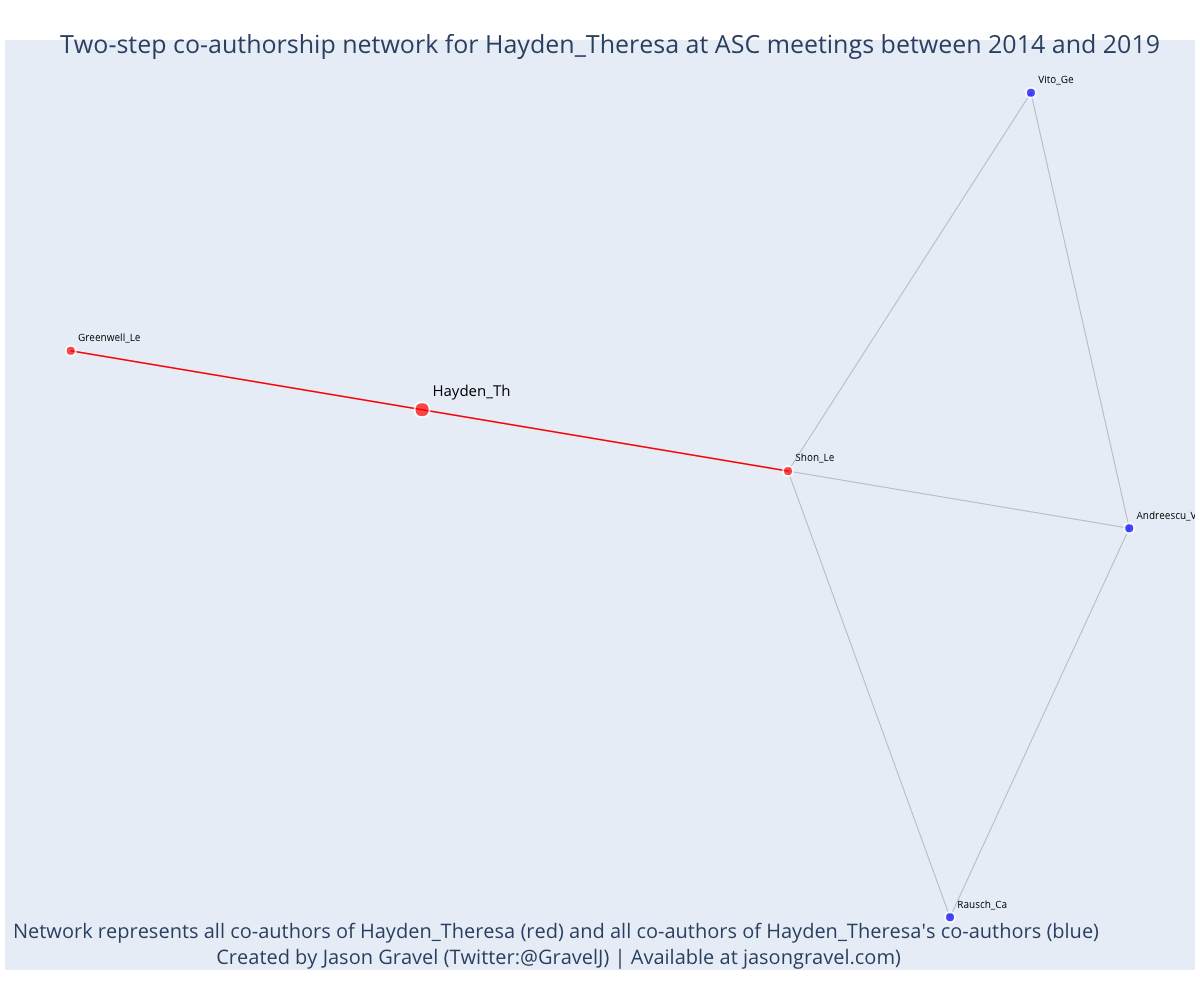 Two-step co-authorship network for Hayden_Theresa at ASC meetings between 2014 and 2019
Vito_Ge
Greenwell_Le
Hayden_Th
Shon_Le
Andreescu_V
Rausch_Ca
Network represents all co-authors of Hayden_Theresa (red) and all co-authors of Hayden_Theresa's co-authors (blue)
Created by Jason Gravel (Twitter:@GravelJ) | Available at jasongravel.com)